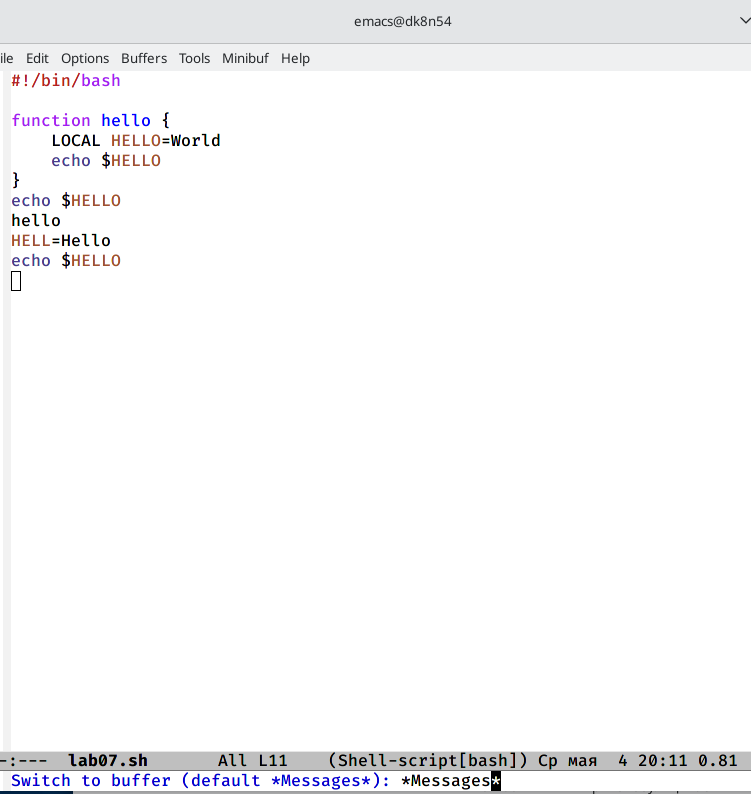 emacs@dk8n54
ile Edit Options Buffers Tools Minibuf Help
#!/bin/bash
function hello {
    LOCAL HELLO=World
    echo $HELLO
}
echo $HELLO
hello
HELL=Hello
echo $HELLO
-:--- lab07.sh All L11 (Shell-script[bash]) Ср мая 4 20:11 0.81
Switch to buffer (default *Messages*): *Messages*